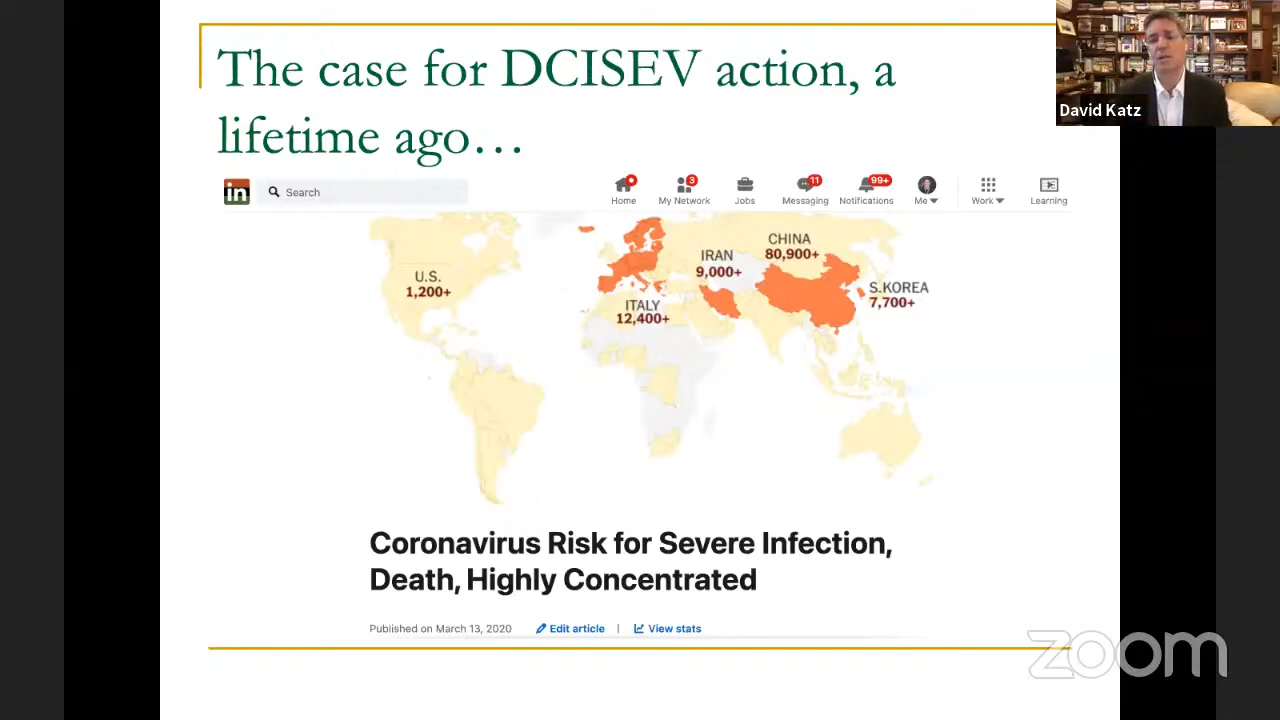 The case for DCISEV action, a
lifetime ago…
David Katz
in
Search
3
11
99+
Home
My Network
Jobs
Messaging
Notifications
Me
Work
Learning
U.S.
1,200+
ITALY
12,400+
IRAN
9,000+
CHINA
80,900+
S.KOREA
7,700+
Coronavirus Risk for Severe Infection,
Death, Highly Concentrated
Published on March 13, 2020 Edit article | View stats
zoom